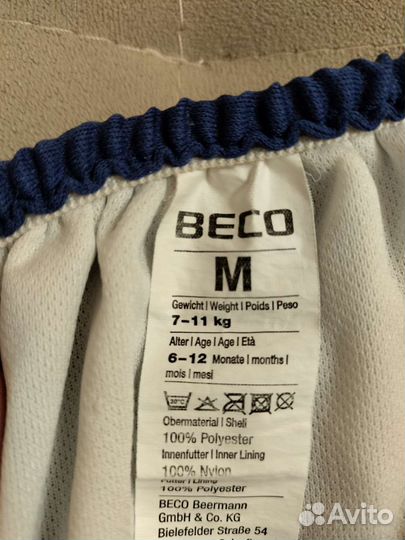 BECO
M
Gewicht | Weight | Poids | Peso
7-11 kg
Alter | Age | Age | Età
6-12 Monate | months |
mois | mesi
30°C
Obermaterial | Shell
100% Polyester
Innenfutter | Inner Lining
100% Nylon
Futter | Lining
100% Polyester
BECO Beermann
GmbH & Co. KG
Bielefelder Straße 54
Avito